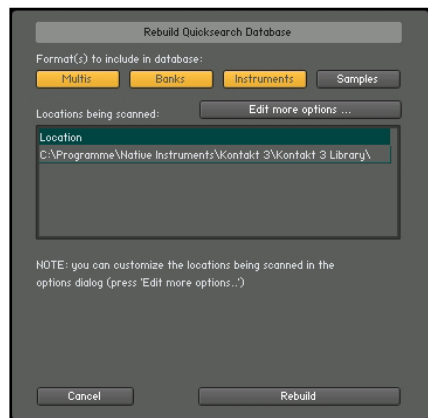 Rebuild Quicksearch Database
Format(s) to include in database:
Multis Banks Instruments Samples
Locations being scanned: Edit more options ...
Location
C:\Programme\Native Instruments\Kontakt 3\Kontakt 3 Library\
NOTE: you can customize the locations being scanned in the
options dialog (press 'Edit more options..')
Cancel Rebuild